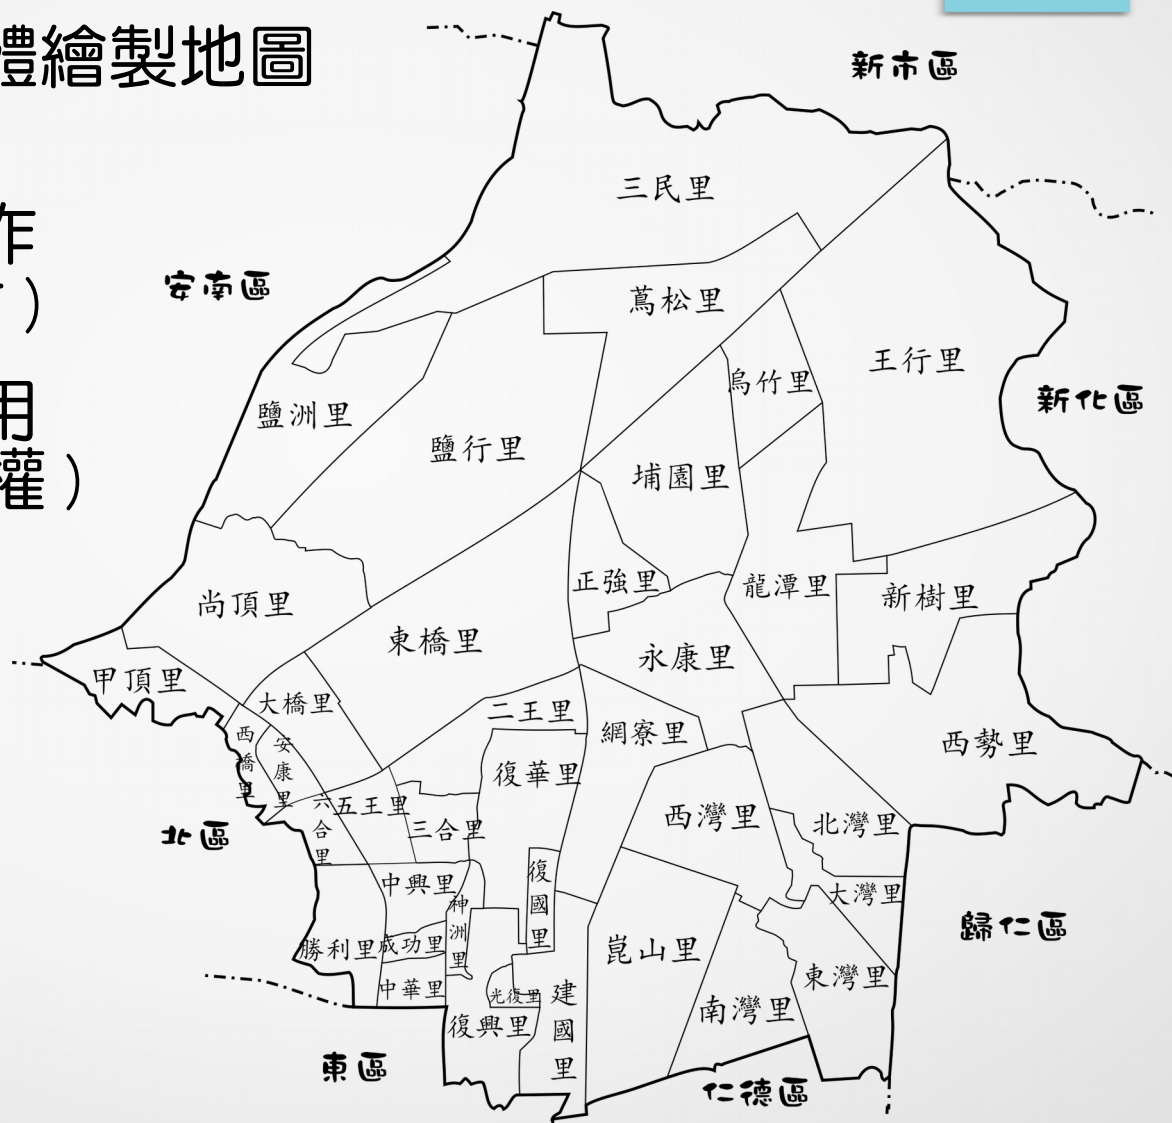 體繪製地圖
作
)
用
權)
新市區
三民里
安南區
蔦松里
王行里
烏竹里
新化區
鹽洲里
鹽行里
埔園里
正強里
龍潭里
新樹里
尚頂里
東橋里
永康里
甲頂里
大橋里
二王里
網寮里
西勢里
西橋里
安康里
復華里
六合里
五王里
三合里
西灣里
北灣里
北區
中興里
神洲里
復國里
大灣里
歸仁區
勝利里
成功里
崑山里
東灣里
中華里
光復里
建國里
南灣里
復興里
東區
仁德區